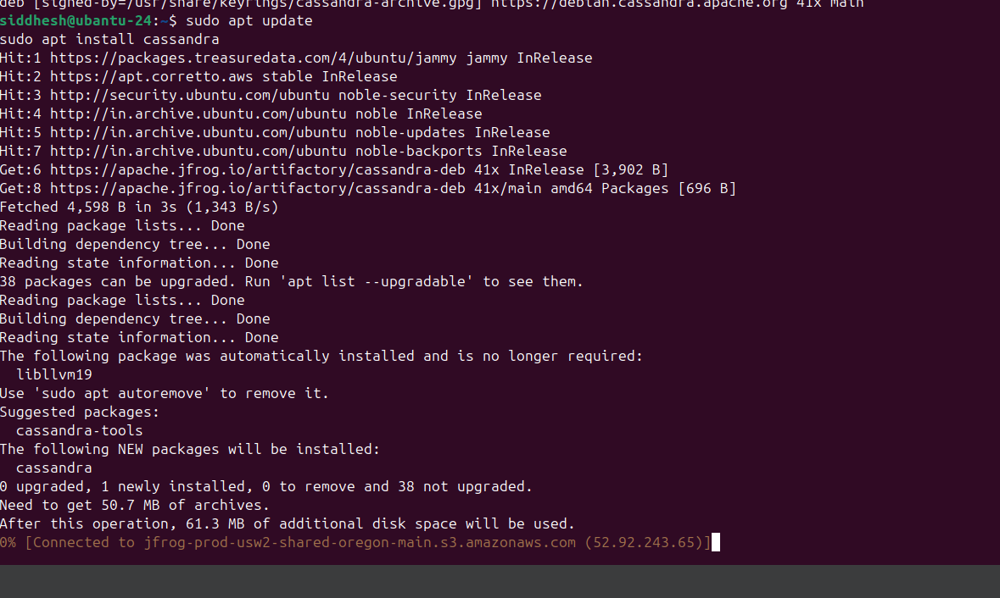 deb [signed-by=/usr/share/keyrings/cassandra-archive.gpg] https://debian.cassandra.apache.org 41x main
siddhesh@ubantu-24:~$ sudo apt update
sudo apt install cassandra
Hit:1 https://packages.treasuredata.com/4/ubuntu/jammy jammy InRelease
Hit:2 https://apt.corretto.aws stable InRelease
Hit:3 http://security.ubuntu.com/ubuntu noble-security InRelease
Hit:4 http://in.archive.ubuntu.com/ubuntu noble InRelease
Hit:5 http://in.archive.ubuntu.com/ubuntu noble-updates InRelease
Hit:7 http://in.archive.ubuntu.com/ubuntu noble-backports InRelease
Get:6 https://apache.jfrog.io/artifactory/cassandra-deb 41x InRelease [3,902 B]
Get:8 https://apache.jfrog.io/artifactory/cassandra-deb 41x/main amd64 Packages [696 B]
Fetched 4,598 B in 3s (1,343 B/s)
Reading package lists... Done
Building dependency tree... Done
Reading state information... Done
38 packages can be upgraded. Run 'apt list --upgradable' to see them.
Reading package lists... Done
Building dependency tree... Done
Reading state information... Done
The following package was automatically installed and is no longer required:
  libllvm19
Use 'sudo apt autoremove' to remove it.
Suggested packages:
  cassandra-tools
The following NEW packages will be installed:
  cassandra
0 upgraded, 1 newly installed, 0 to remove and 38 not upgraded.
Need to get 50.7 MB of archives.
After this operation, 61.3 MB of additional disk space will be used.
0% [Connected to jfrog-prod-usw2-shared-oregon-main.s3.amazonaws.com (52.92.243.65)]